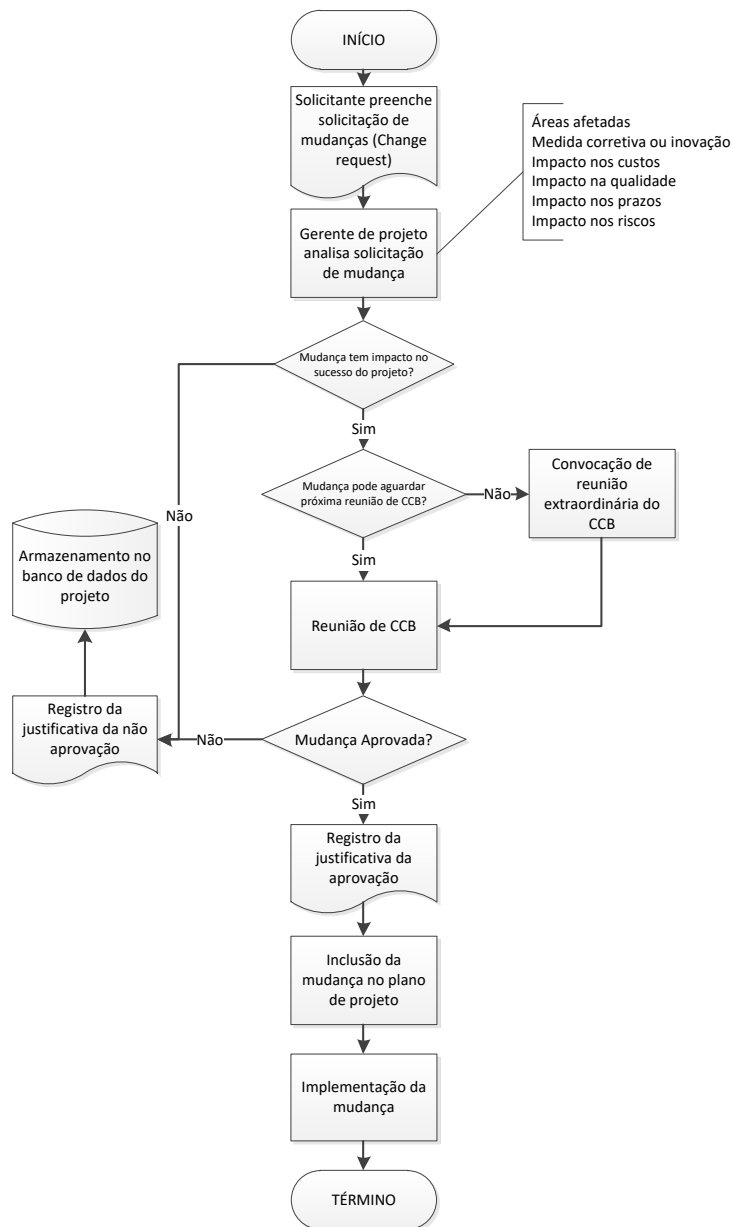 INÍCIO
Solicitante preenche
solicitação de
mudanças (Change
request)
Áreas afetadas
Medida corretiva ou inovação
Impacto nos custos
Impacto na qualidade
Impacto nos prazos
Impacto nos riscos
Gerente de projeto
analisa solicitação
de mudança
Mudança tem impacto no
sucesso do projeto?
Sim
Não
Mudança pode aguardar
próxima reunião de CCB?
Não
Convocação de
reunião
extraordinária do
CCB
Sim
Armazenamento no
banco de dados do
projeto
Reunião de CCB
Registro da
justificativa da não
aprovação
Não
Mudança Aprovada?
Sim
Registro da
justificativa da
aprovação
Inclusão da
mudança no plano
de projeto
Implementação da
mudança
TÉRMINO